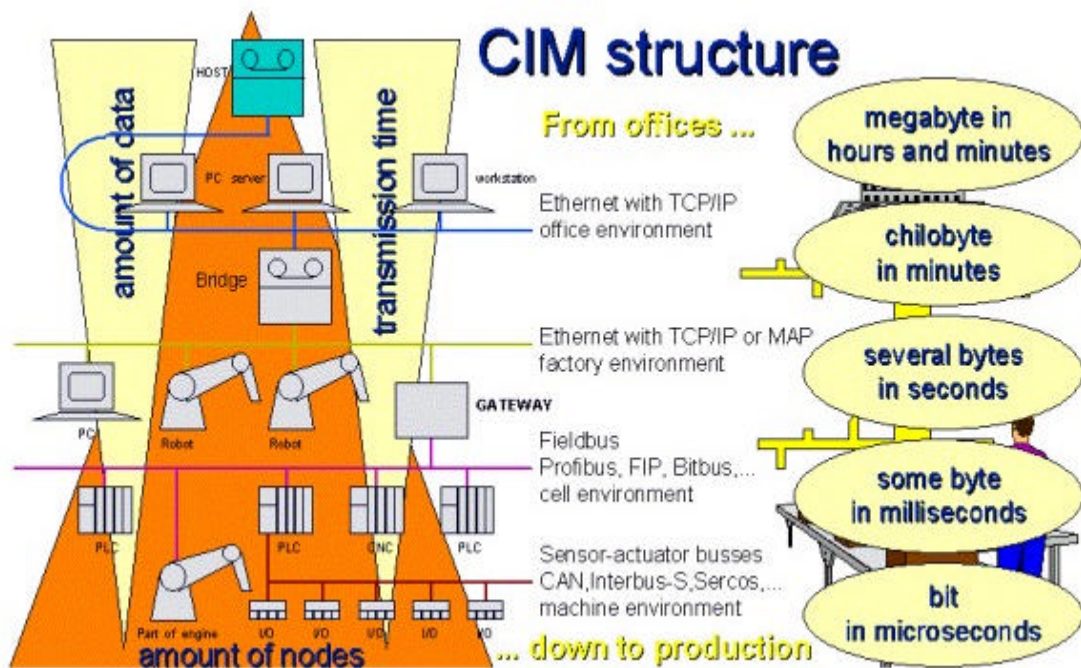 CIM structure
HOST
amount of data
transmission time
From offices ...
megabyte in
hours and minutes
PC server
workstation
Ethernet with TCP/IP
office environment
chilobyte
in minutes
Bridge
Ethernet with TCP/IP or MAP
factory environment
several bytes
in seconds
PC
Robot
Robot
GATEWAY
Fieldbus
Profibus, FIP, Bitbus,...
cell environment
some byte
in milliseconds
PLC
PLC
CNC
PLC
Sensor-actuator busses
CAN,Interbus-S,Sercos,...
machine environment
bit
in microseconds
Part of engine
I/O
I/O
I/O
I/O
I/O
amount of nodes
... down to production